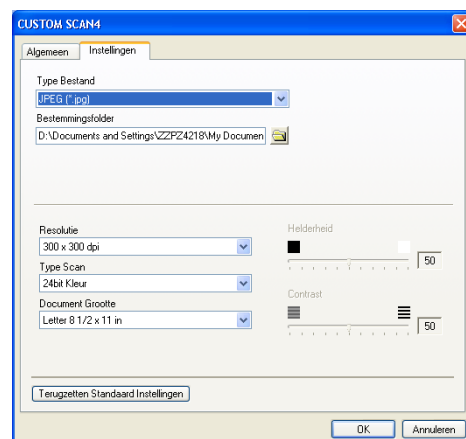 CUSTOM SCAN4
Algemeen
Instellingen
Type Bestand
JPEG (*.jpg)
Bestemmingsfolder
D:\Documents and Settings\ZZPZ4218\My Documen
Resolutie
300 x 300 dpi
Helderheid
50
Type Scan
24bit Kleur
Document Grootte
Letter 8 1/2 x 11 in
Contrast
50
Terugzetten Standaard Instellingen
OK
Annuleren